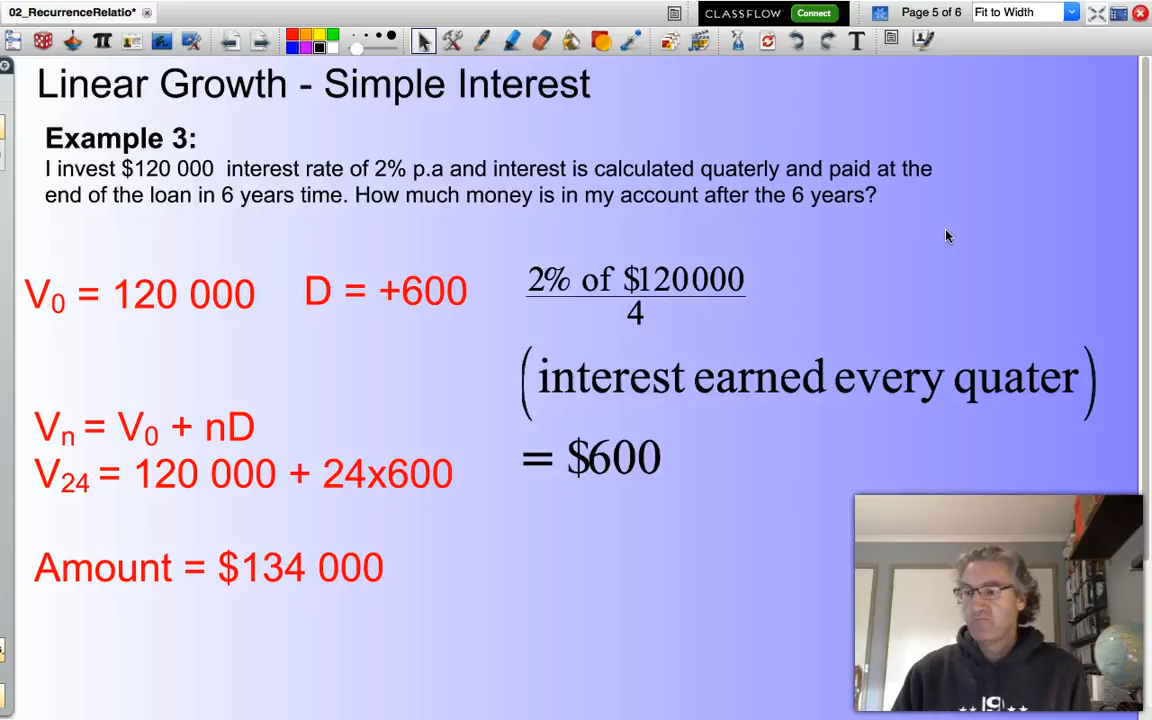 02_RecurrenceRelatio*
CLASSFLOW Connect
Page 5 of 6
Fit to Width
Linear Growth - Simple Interest
Example 3:
I invest $120 000 interest rate of 2% p.a and interest is calculated quaterly and paid at the
end of the loan in 6 years time. How much money is in my account after the 6 years?
V₀ = 120 000
D = +600
2% of $120000
4
(interest earned every quater)
= $600
Vₙ = V₀ + nD
V₂₄ = 120 000 + 24x600
Amount = $134 000